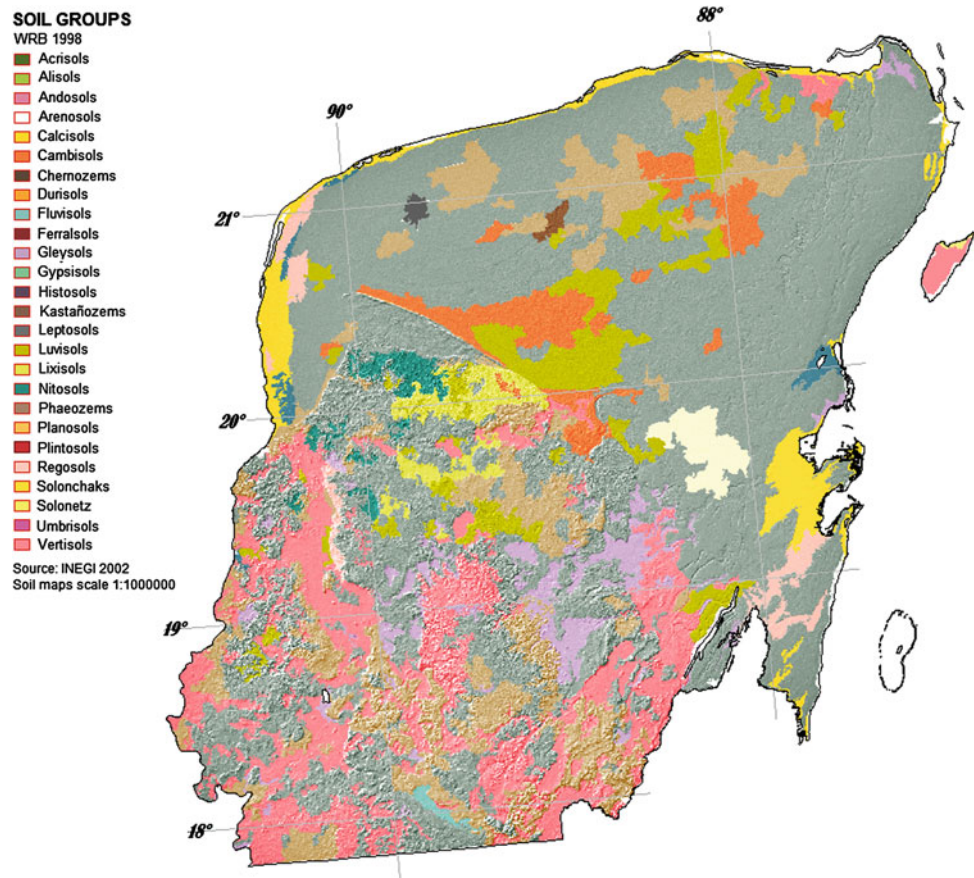 SOIL GROUPS
WRB 1998
Acrisols
Alisols
Andosols
Arenosols
Calcisols
Cambisols
Chernozems
Durisols
Fluvisols
Ferralsols
Gleysols
Gypsisols
Histosols
Kastañozems
Leptosols
Luvisols
Lixisols
Nitosols
Phaeozems
Planosols
Plintosols
Regosols
Solonchaks
Solonetz
Umbrisols
Vertisols
Source: INEGI 2002
Soil maps scale 1:1000000
88°
90°
21°
20°
19°
18°